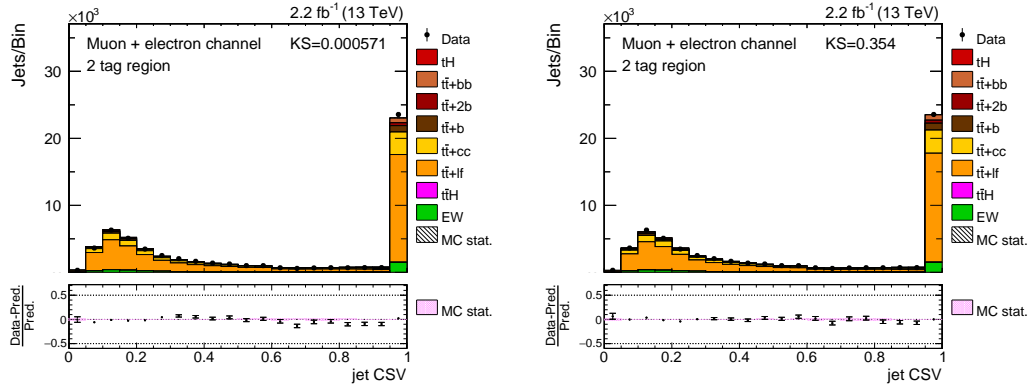 ×10³ 2.2 fb⁻¹ (13 TeV)
Jets/Bin
Muon + electron channel KS=0.000571
2 tag region
30
20
10
Data
tH
tt̄+bb
tt̄+2b
tt̄+b
tt̄+cc
tt̄+lf
tt̄H
EW
MC stat.
Data-Pred.
Pred.
0.5
0
−0.5
MC stat.
0 0.2 0.4 0.6 0.8 1
jet CSV
×10³ 2.2 fb⁻¹ (13 TeV)
Jets/Bin
Muon + electron channel KS=0.354
2 tag region
30
20
10
Data
tH
tt̄+bb
tt̄+2b
tt̄+b
tt̄+cc
tt̄+lf
tt̄H
EW
MC stat.
Data-Pred.
Pred.
0.5
0
−0.5
MC stat.
0 0.2 0.4 0.6 0.8 1
jet CSV